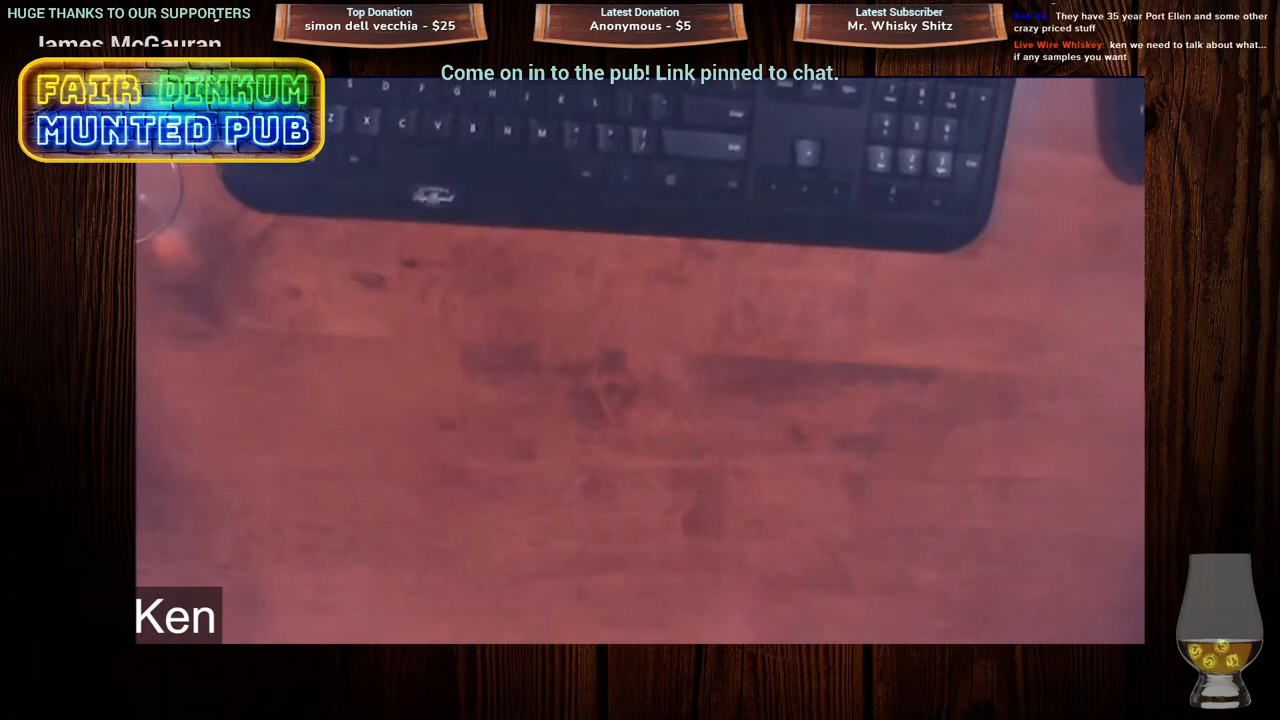 HUGE THANKS TO OUR SUPPORTERS
James McGauran
Top Donation
simon dell vecchia - $25
Latest Donation
Anonymous - $5
Latest Subscriber
Mr. Whisky Shitz
They have 35 year Port Ellen and some other
crazy priced stuff
Live Wire Whiskey: ken we need to talk about what...
if any samples you want
Come on in to the pub! Link pinned to chat.
FAIR DINKUM
MUNTED PUB
S D F G H J K L
Z X C V B N M
Ken